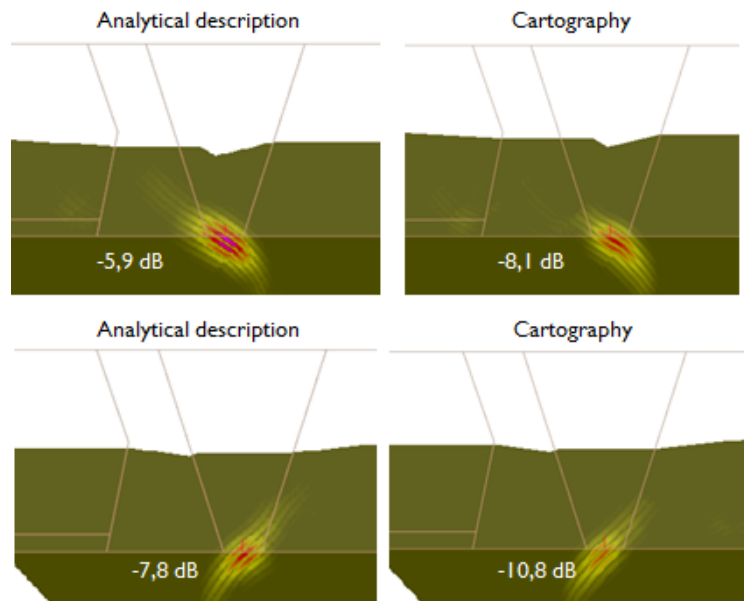 Analytical description
Cartography
-5,9 dB
-8,1 dB
Analytical description
Cartography
-7,8 dB
-10,8 dB